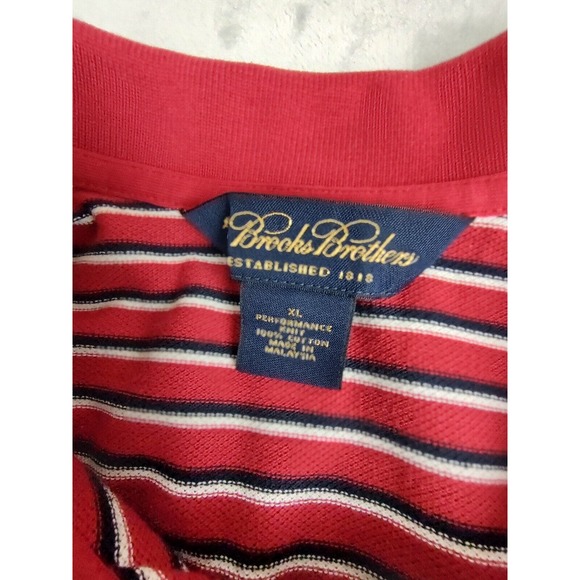 Brooks Brothers
ESTABLISHED 1818
XL
PERFORMANCE
KNIT
100% COTTON
MADE IN
MALAYSIA